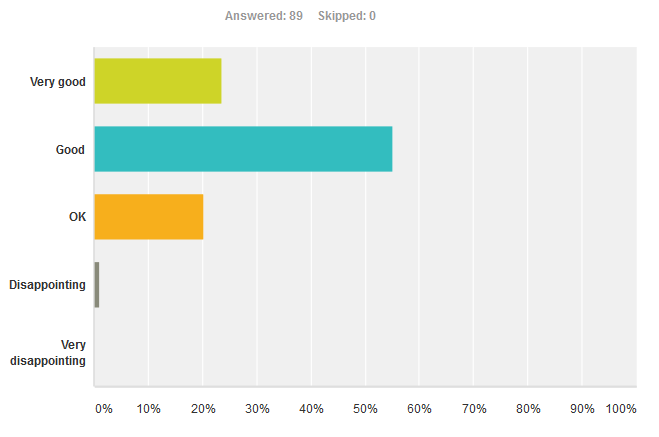 Answered: 89 Skipped: 0
Very good
Good
OK
Disappointing
Very
disappointing
0% 10% 20% 30% 40% 50% 60% 70% 80% 90% 100%